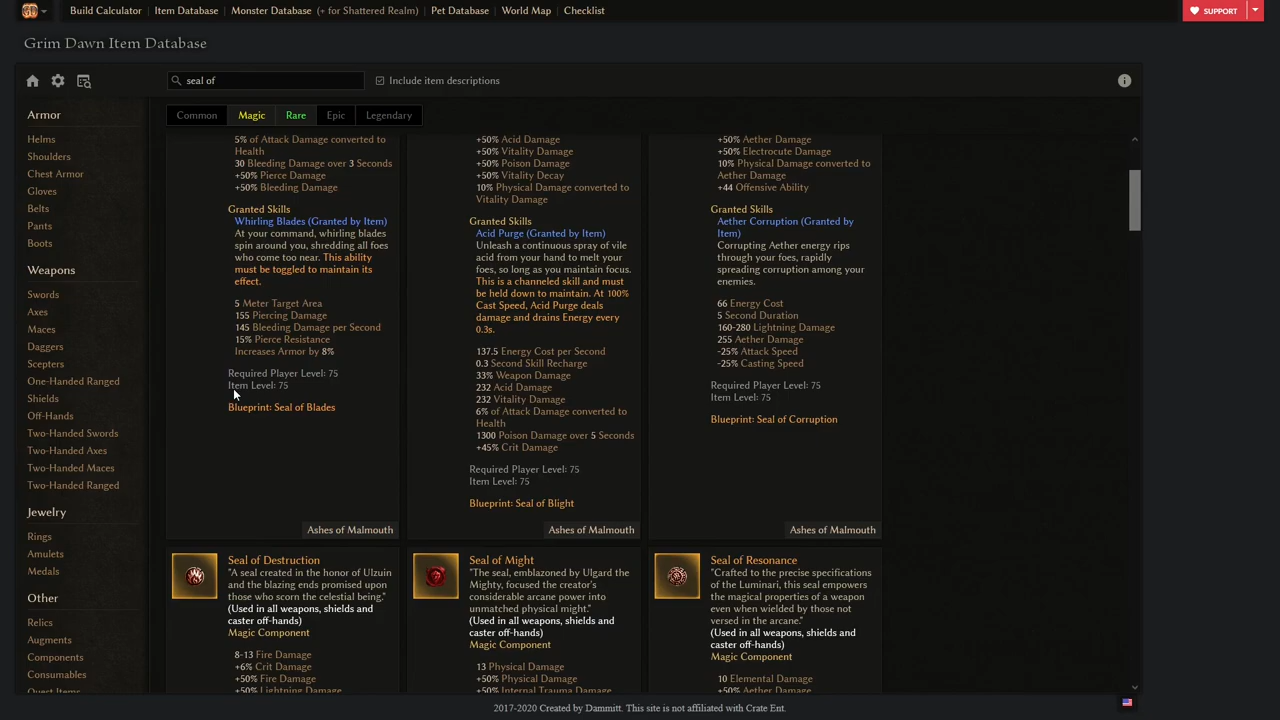 Build Calculator Item Database Monster Database (+ for Shattered Realm) Pet Database World Map Checklist SUPPORT
Grim Dawn Item Database
seal of
Include item descriptions
Common Magic Rare Epic Legendary
Armor
Helms
Shoulders
Chest Armor
Gloves
Belts
Pants
Boots
Weapons
Swords
Axes
Maces
Daggers
Scepters
One-Handed Ranged
Shields
Off-Hands
Two-Handed Swords
Two-Handed Axes
Two-Handed Maces
Two-Handed Ranged
Jewelry
Rings
Amulets
Medals
Other
Relics
Augments
Components
Consumables
Quest Items
5% of Attack Damage converted to
Health
30 Bleeding Damage over 3 Seconds
+50% Pierce Damage
+50% Bleeding Damage
Granted Skills
Whirling Blades (Granted by Item)
At your command, whirling blades
spin around you, shredding all foes
who come too near. This ability
must be toggled to maintain its
effect.
5 Meter Target Area
155 Piercing Damage
145 Bleeding Damage per Second
15% Pierce Resistance
Increases Armor by 8%
Required Player Level: 75
Item Level: 75
Blueprint: Seal of Blades
Ashes of Malmouth
+50% Acid Damage
+50% Vitality Damage
+50% Poison Damage
+50% Vitality Decay
10% Physical Damage converted to
Vitality Damage
Granted Skills
Acid Purge (Granted by Item)
Unleash a continuous spray of vile
acid from your hand to melt your
foes, so long as you maintain focus.
This is a channeled skill and must
be held down to maintain. At 100%
Cast Speed, Acid Purge deals
damage and drains Energy every
0.3s.
137.5 Energy Cost per Second
0.3 Second Skill Recharge
33% Weapon Damage
232 Acid Damage
232 Vitality Damage
6% of Attack Damage converted to
Health
1300 Poison Damage over 5 Seconds
+45% Crit Damage
Required Player Level: 75
Item Level: 75
Blueprint: Seal of Blight
Ashes of Malmouth
+50% Aether Damage
+50% Electrocute Damage
10% Physical Damage converted to
Aether Damage
+44 Offensive Ability
Granted Skills
Aether Corruption (Granted by
Item)
Corrupting Aether energy rips
through your foes, rapidly
spreading corruption among your
enemies.
66 Energy Cost
5 Second Duration
160-280 Lightning Damage
255 Aether Damage
-25% Attack Speed
-25% Casting Speed
Required Player Level: 75
Item Level: 75
Blueprint: Seal of Corruption
Ashes of Malmouth
Seal of Destruction
"A seal created in the honor of Ulzuin
and the blazing ends promised upon
those who scorn the celestial being."
(Used in all weapons, shields and
caster off-hands)
Magic Component
8-13 Fire Damage
+6% Crit Damage
+50% Fire Damage
+50% Lightning Damage
Seal of Might
"The seal, emblazoned by Ulgard the
Mighty, focused the creator's
considerable arcane power into
unmatched physical might."
(Used in all weapons, shields and
caster off-hands)
Magic Component
13 Physical Damage
+50% Physical Damage
+50% Internal Trauma Damage
Seal of Resonance
"Crafted to the precise specifications
of the Luminari, this seal empowers
the magical properties of a weapon
even when wielded by those not
versed in the arcane."
(Used in all weapons, shields and
caster off-hands)
Magic Component
10 Elemental Damage
+50% Aether Damage
2017-2020 Created by Dammitt. This site is not affiliated with Crate Ent.